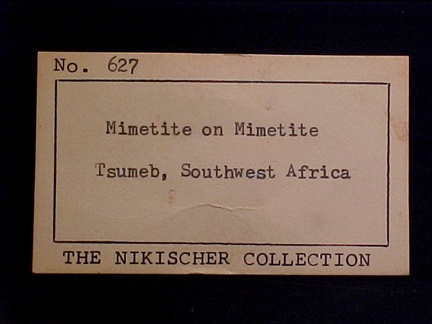 No. 627
Mimetite on Mimetite
Tsumeb, Southwest Africa
THE NIKISCHER COLLECTION